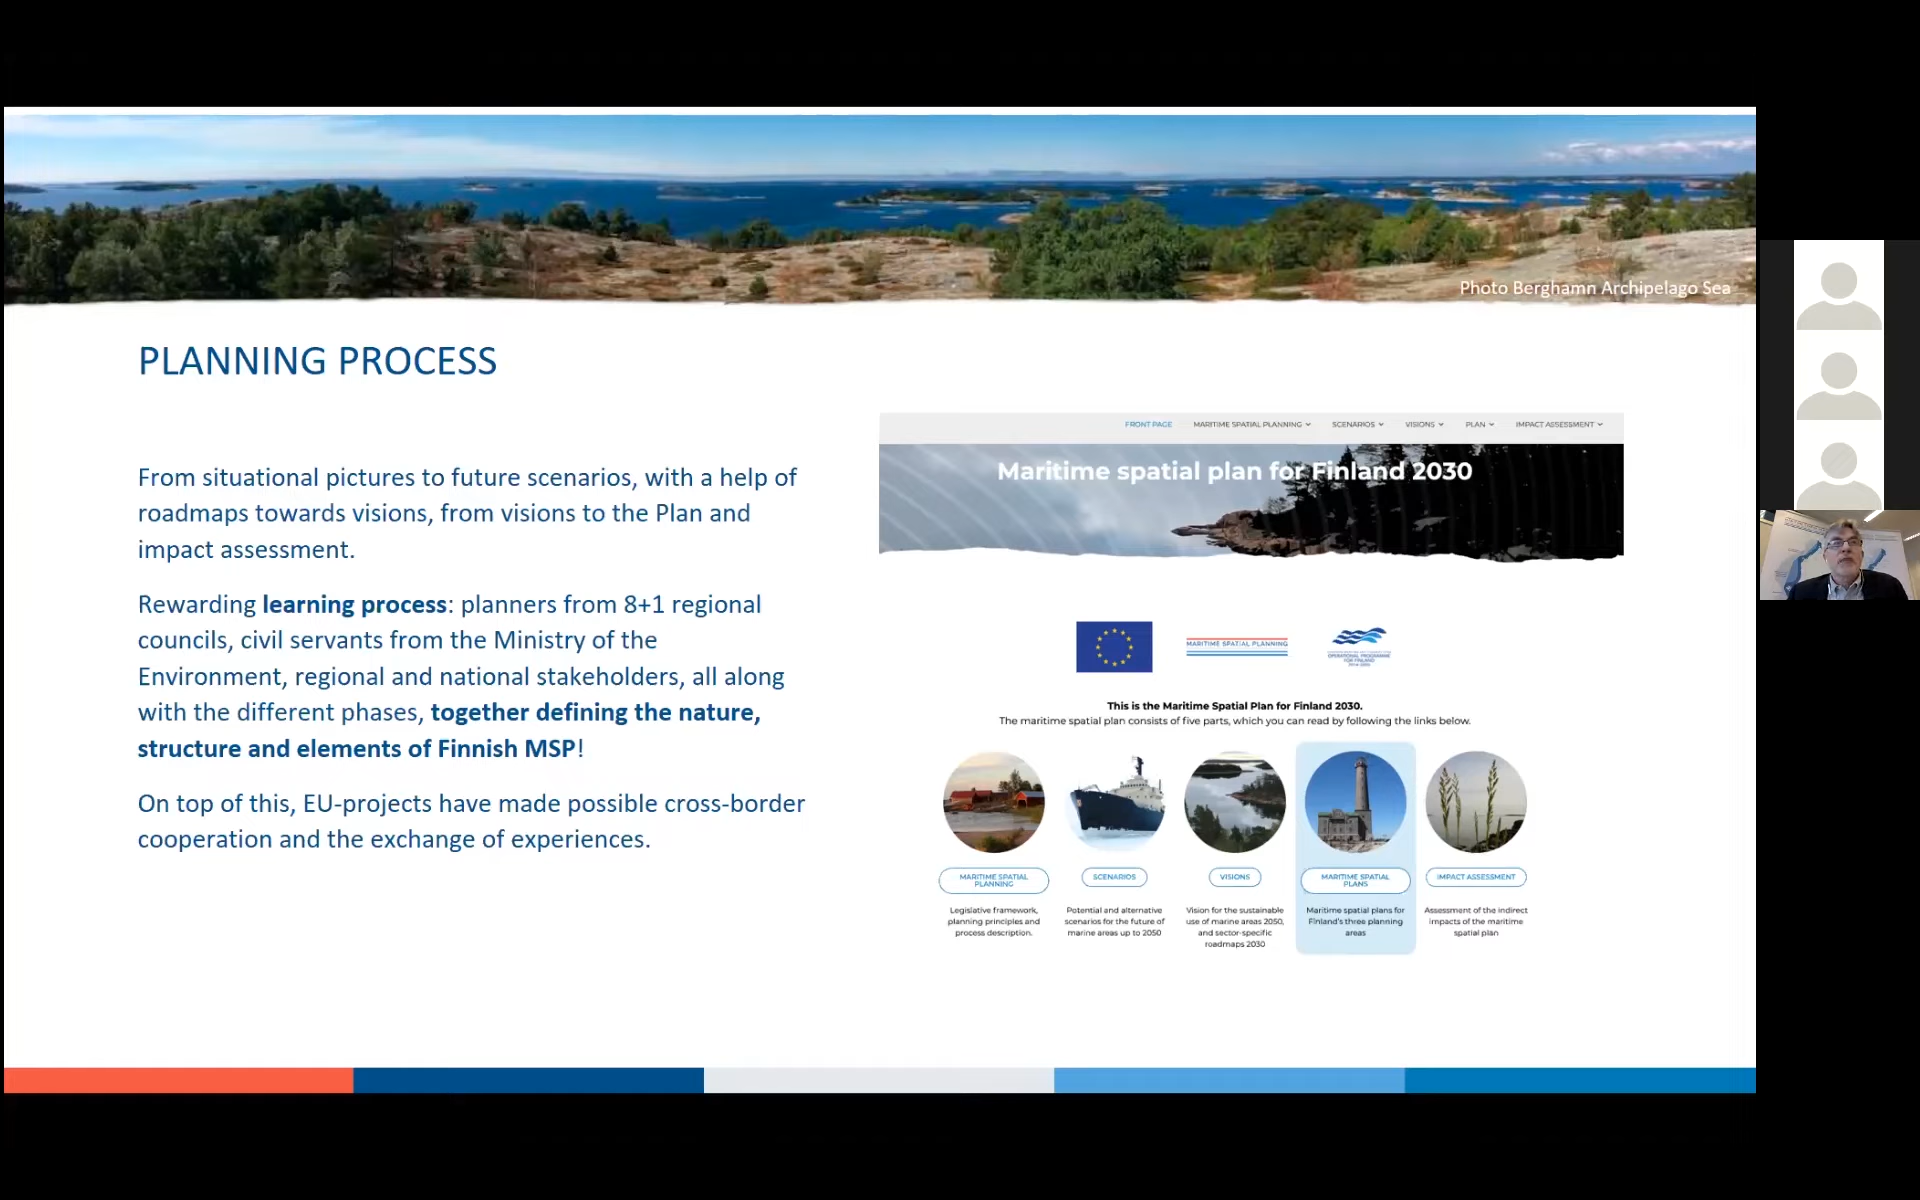 Photo Berghamn Archipelago Sea
PLANNING PROCESS
From situational pictures to future scenarios, with a help of
roadmaps towards visions, from visions to the Plan and
impact assessment.
Rewarding learning process: planners from 8+1 regional
councils, civil servants from the Ministry of the
Environment, regional and national stakeholders, all along
with the different phases, together defining the nature,
structure and elements of Finnish MSP!
On top of this, EU-projects have made possible cross-border
cooperation and the exchange of experiences.
FRONT PAGE MARITIME SPATIAL PLANNING SCENARIOS VISIONS PLAN IMPACT ASSESSMENT
Maritime spatial plan for Finland 2030
MARITIME SPATIAL PLANNING
OPERATIONAL PROGRAMME
FOR FINLAND
This is the Maritime Spatial Plan for Finland 2030.
The maritime spatial plan consists of five parts, which you can read by following the links below.
MARITIME SPATIAL
PLANNING
Legislative framework,
planning principles and
process description.
SCENARIOS
Potential and alternative
scenarios for the future of
marine areas up to 2050
VISIONS
Vision for the sustainable
use of marine areas 2050,
and sector-specific
roadmaps 2030
MARITIME SPATIAL
PLANS
Maritime spatial plans for
Finland's three planning
areas
IMPACT ASSESSMENT
Assessment of the indirect
impacts of the maritime
spatial plan